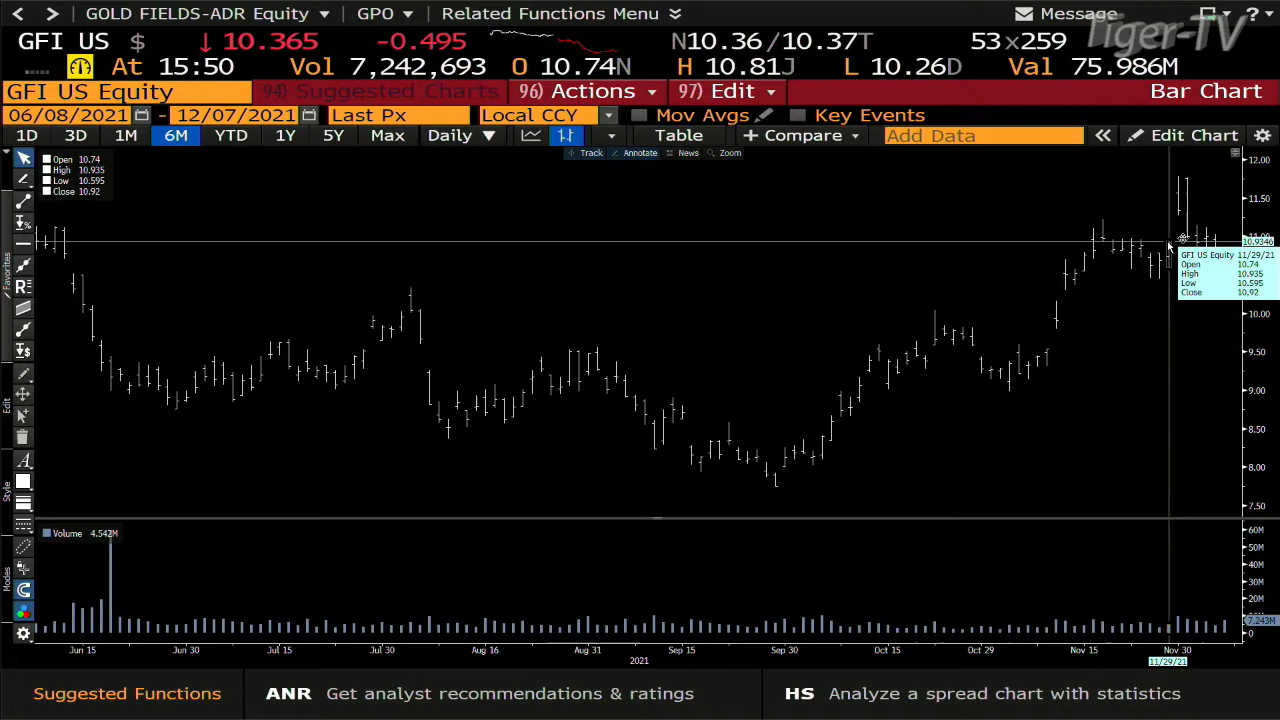 GOLD FIELDS-ADR Equity GPO Related Functions Menu Message ?
Tiger-TV
GFI US $ ↓ 10.365 -0.495 N10.36 /10.37T 53x259
At 15:50 Vol 7,242,693 O 10.74N H 10.81J L 10.26D Val 75.986M
GFI US Equity 94) Suggested Charts 96) Actions 97) Edit Bar Chart
06/08/2021 - 12/07/2021 Last Px Local CCY Mov Avgs Key Events
1D 3D 1M 6M YTD 1Y 5Y Max Daily ▼ Table + Compare Add Data « Edit Chart
Track Annotate News Zoom
Open 10.74
High 10.935
Low 10.595
Close 10.92
12.00
11.50
11.00
10.9346
GFI US Equity 11/29/21
Open 10.74
High 10.935
Low 10.595
Close 10.92
10.00
9.50
9.00
8.50
8.00
7.50
Favorites
Edit
Style
Modes
Volume 4.542M
60M
50M
40M
30M
20M
7.243M
0
Jun 15 Jun 30 Jul 15 Jul 30 Aug 16 Aug 31 Sep 15 Sep 30 Oct 15 Oct 29 Nov 15 Nov 30
2021 11/29/21
Suggested Functions ANR Get analyst recommendations & ratings HS Analyze a spread chart with statistics